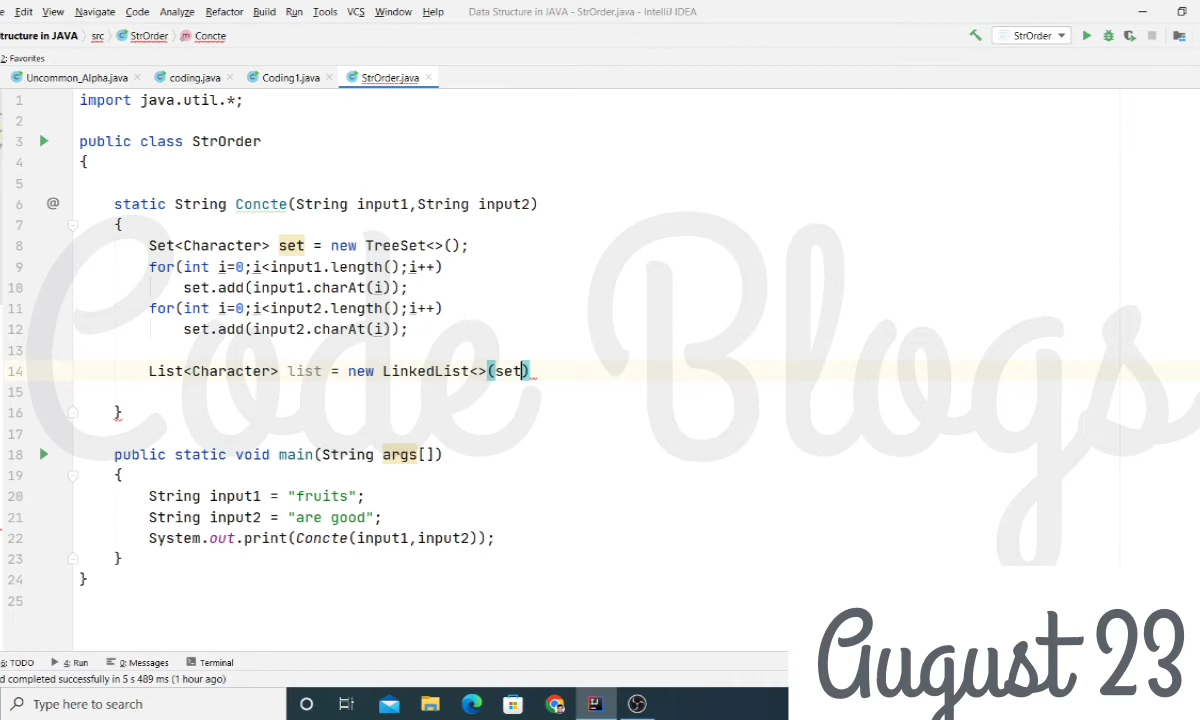 e Edit View Navigate Code Analyze Refactor Build Run Tools VCS Window Help Data Structure in JAVA - StrOrder.java - IntelliJ IDEA
tructure in JAVA src StrOrder Concte StrOrder
2: Favorites
Uncommon_Alpha.java coding.java Coding1.java StrOrder.java
1 import java.util.*;
2
3 public class StrOrder
4 {
5
6 @ static String Concte(String input1,String input2)
7 {
8 Set<Character> set = new TreeSet<>();
9 for(int i=0;i<input1.length();i++)
10 set.add(input1.charAt(i));
11 for(int i=0;i<input2.length();i++)
12 set.add(input2.charAt(i));
13
14 List<Character> list = new LinkedList<>(set)
15
16 }
17
18 public static void main(String args[])
19 {
20 String input1 = "fruits";
21 String input2 = "are good";
22 System.out.print(Concte(input1,input2));
23 }
24 }
25
Code Blogs
6: TODO 4: Run 0: Messages Terminal
d completed successfully in 5 s 489 ms (1 hour ago)
Type here to search
August 23